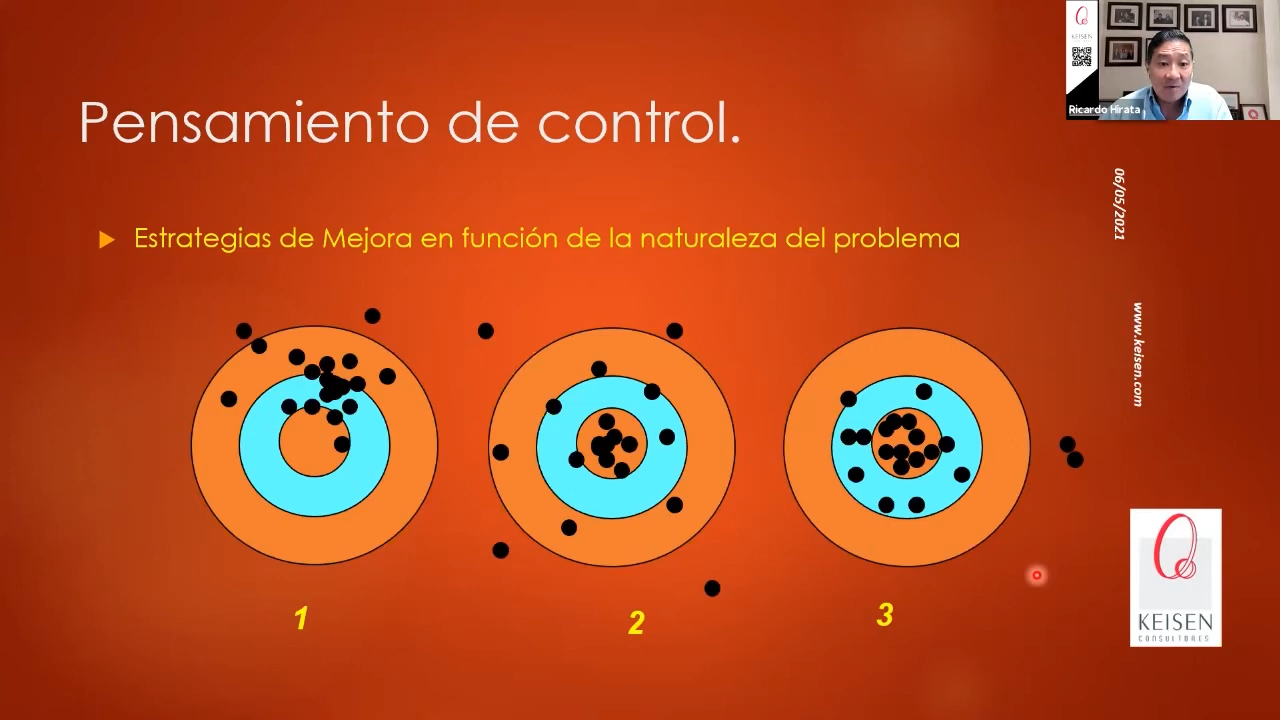 Pensamiento de control.
KEISEN
Ricardo Hirata
06/05/2021
Estrategias de Mejora en función de la naturaleza del problema
www.keisen.com
1
2
3
KEISEN
CONSULTORES